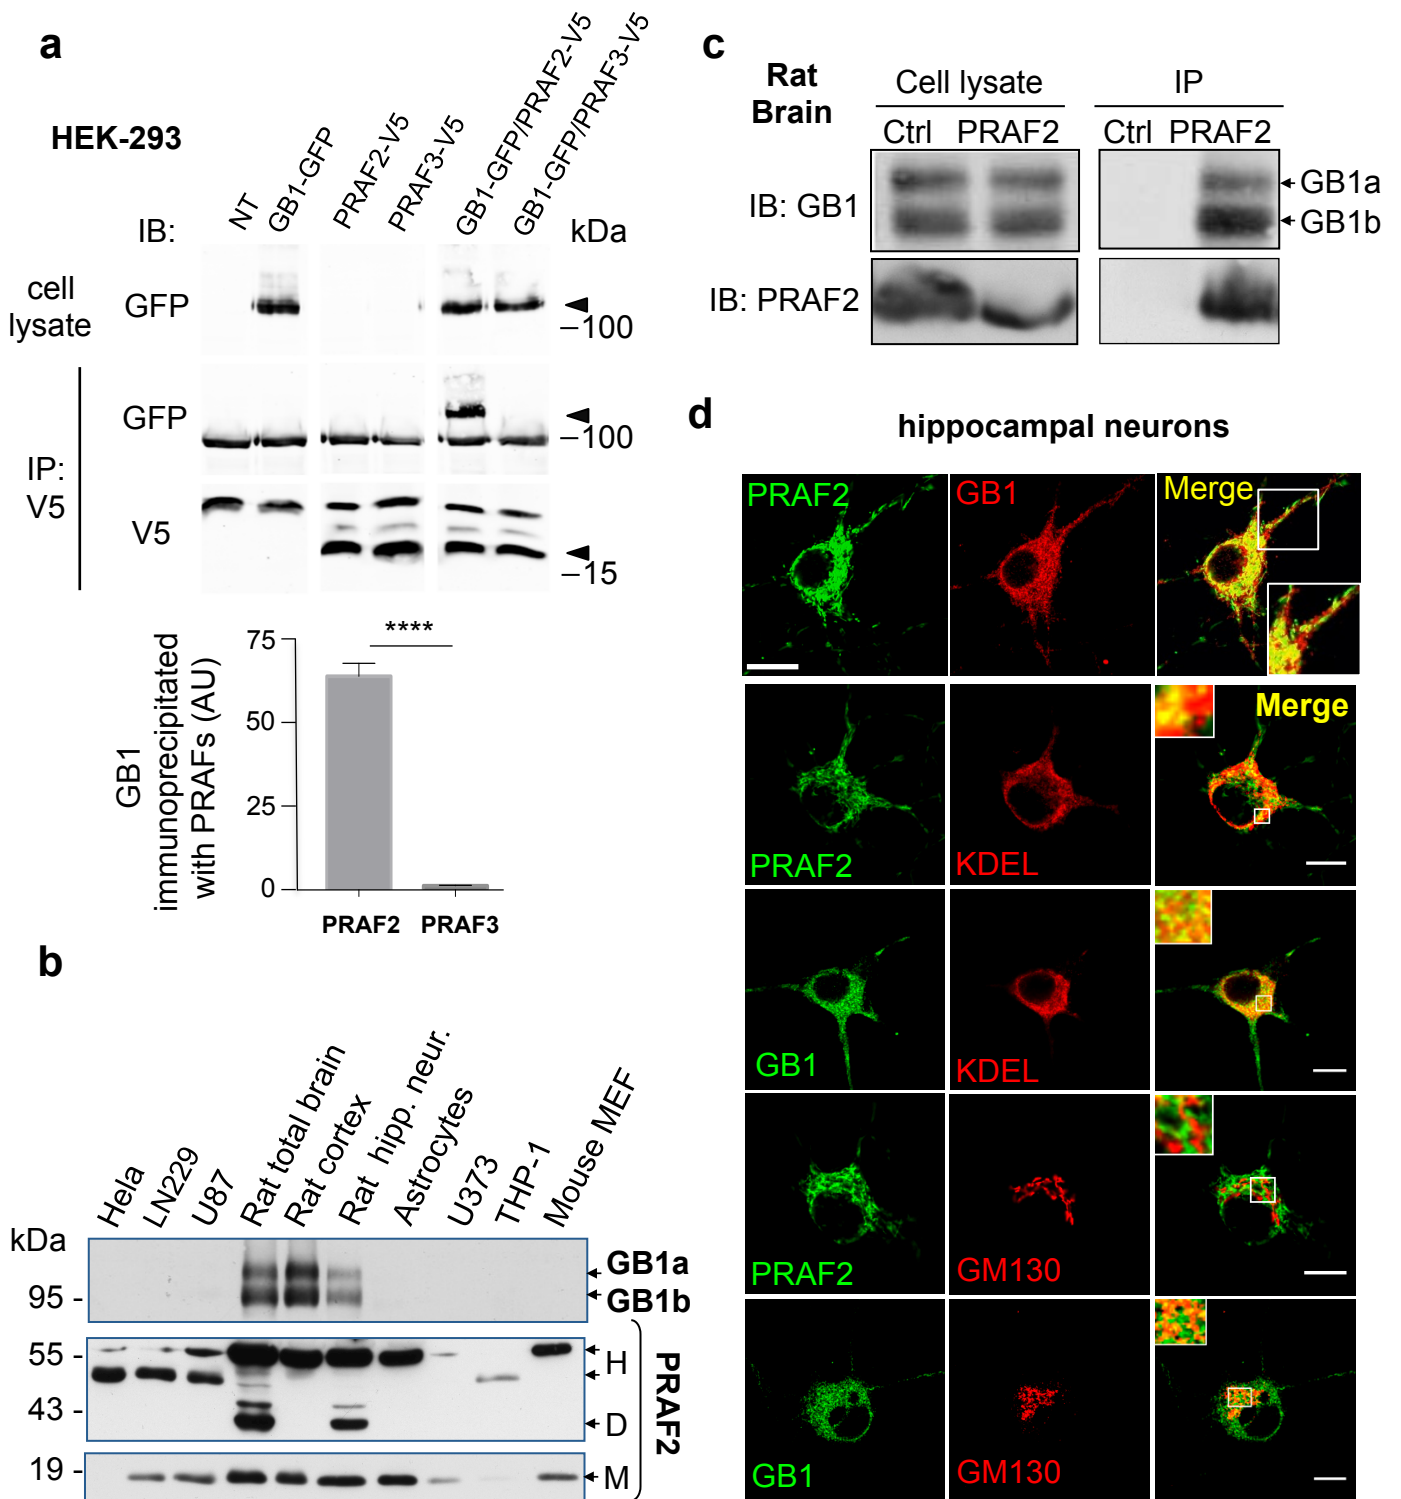 a
HEK-293
NT
GB1-GFP
PRAF2-V5
PRAF3-V5
GB1-GFP/PRAF2-V5
GB1-GFP/PRAF3-V5
IB:
kDa
cell
lysate
GFP
–100
IP:
V5
GFP
–100
V5
–15
GB1
immunoprecipitated
with PRAFs (AU)
75
50
25
0
****
PRAF2
PRAF3
b
Hela
LN229
U87
Rat total brain
Rat cortex
Rat hipp. neur.
Astrocytes
U373
THP-1
Mouse MEF
kDa
95 -
55 -
43 -
19 -
GB1a
GB1b
H
D
M
PRAF2
c
Rat
Brain
Cell lysate
IP
Ctrl PRAF2
Ctrl PRAF2
IB: GB1
GB1a
GB1b
IB: PRAF2
d
hippocampal neurons
PRAF2
GB1
Merge
PRAF2
KDEL
Merge
GB1
KDEL
PRAF2
GM130
GB1
GM130